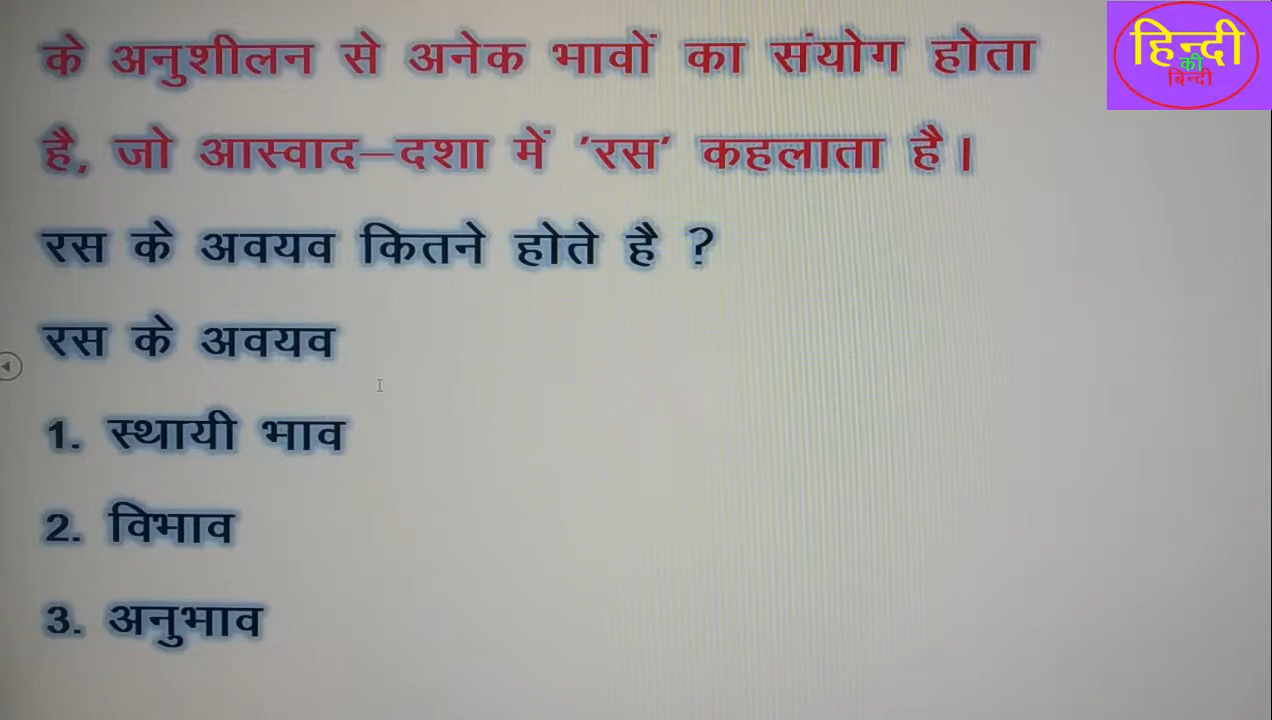 के अनुशीलन से अनेक भावों का संयोग होता
है, जो आस्वाद–दशा में 'रस' कहलाता है।
रस के अवयव कितने होते है ?
रस के अवयव
1. स्थायी भाव
2. विभाव
3. अनुभाव
हिन्दी
की
बिन्दी